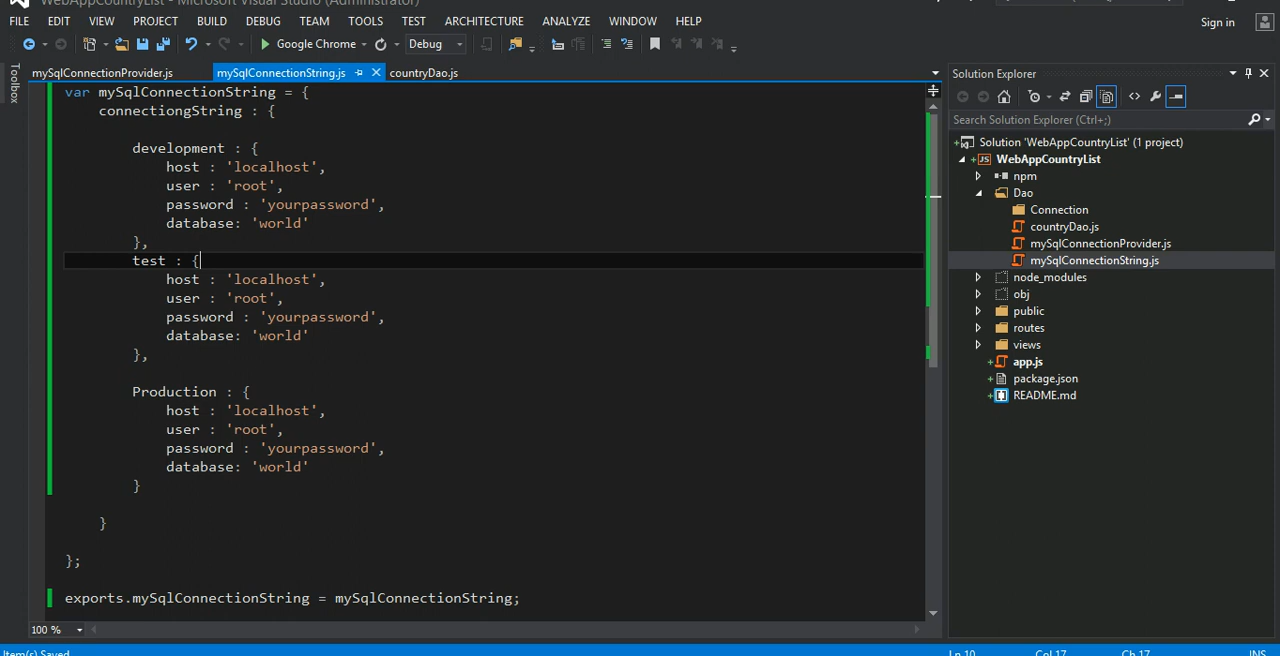 WebAppCountryList - Microsoft Visual Studio (Administrator)
FILE EDIT VIEW PROJECT BUILD DEBUG TEAM TOOLS TEST ARCHITECTURE ANALYZE WINDOW HELP
Sign in
Google Chrome Debug
Toolbox
mySqlConnectionProvider.js mySqlConnectionString.js countryDao.js
var mySqlConnectionString = {
connectiongString : {
development : {
host : 'localhost',
user : 'root',
password : 'yourpassword',
database: 'world'
},
test : {
host : 'localhost',
user : 'root',
password : 'yourpassword',
database: 'world'
},
Production : {
host : 'localhost',
user : 'root',
password : 'yourpassword',
database: 'world'
}
}
};
exports.mySqlConnectionString = mySqlConnectionString;
100 %
Solution Explorer
Search Solution Explorer (Ctrl+;)
Solution 'WebAppCountryList' (1 project)
JS WebAppCountryList
npm
Dao
Connection
countryDao.js
mySqlConnectionProvider.js
mySqlConnectionString.js
node_modules
obj
public
routes
views
app.js
package.json
README.md
Item(s) Saved Ln 10 Col 17 Ch 17 INS